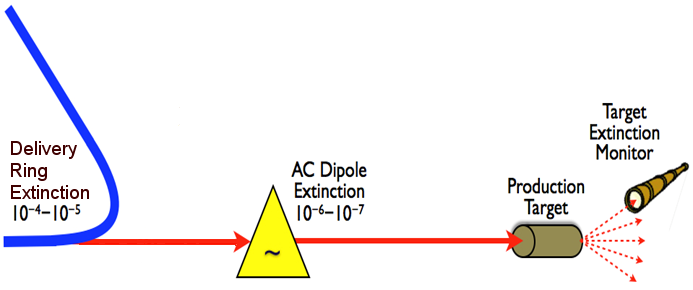 Delivery
Ring
Extinction
10⁻⁴–10⁻⁵
AC Dipole
Extinction
10⁻⁶–10⁻⁷
~
Production
Target
Target
Extinction
Monitor